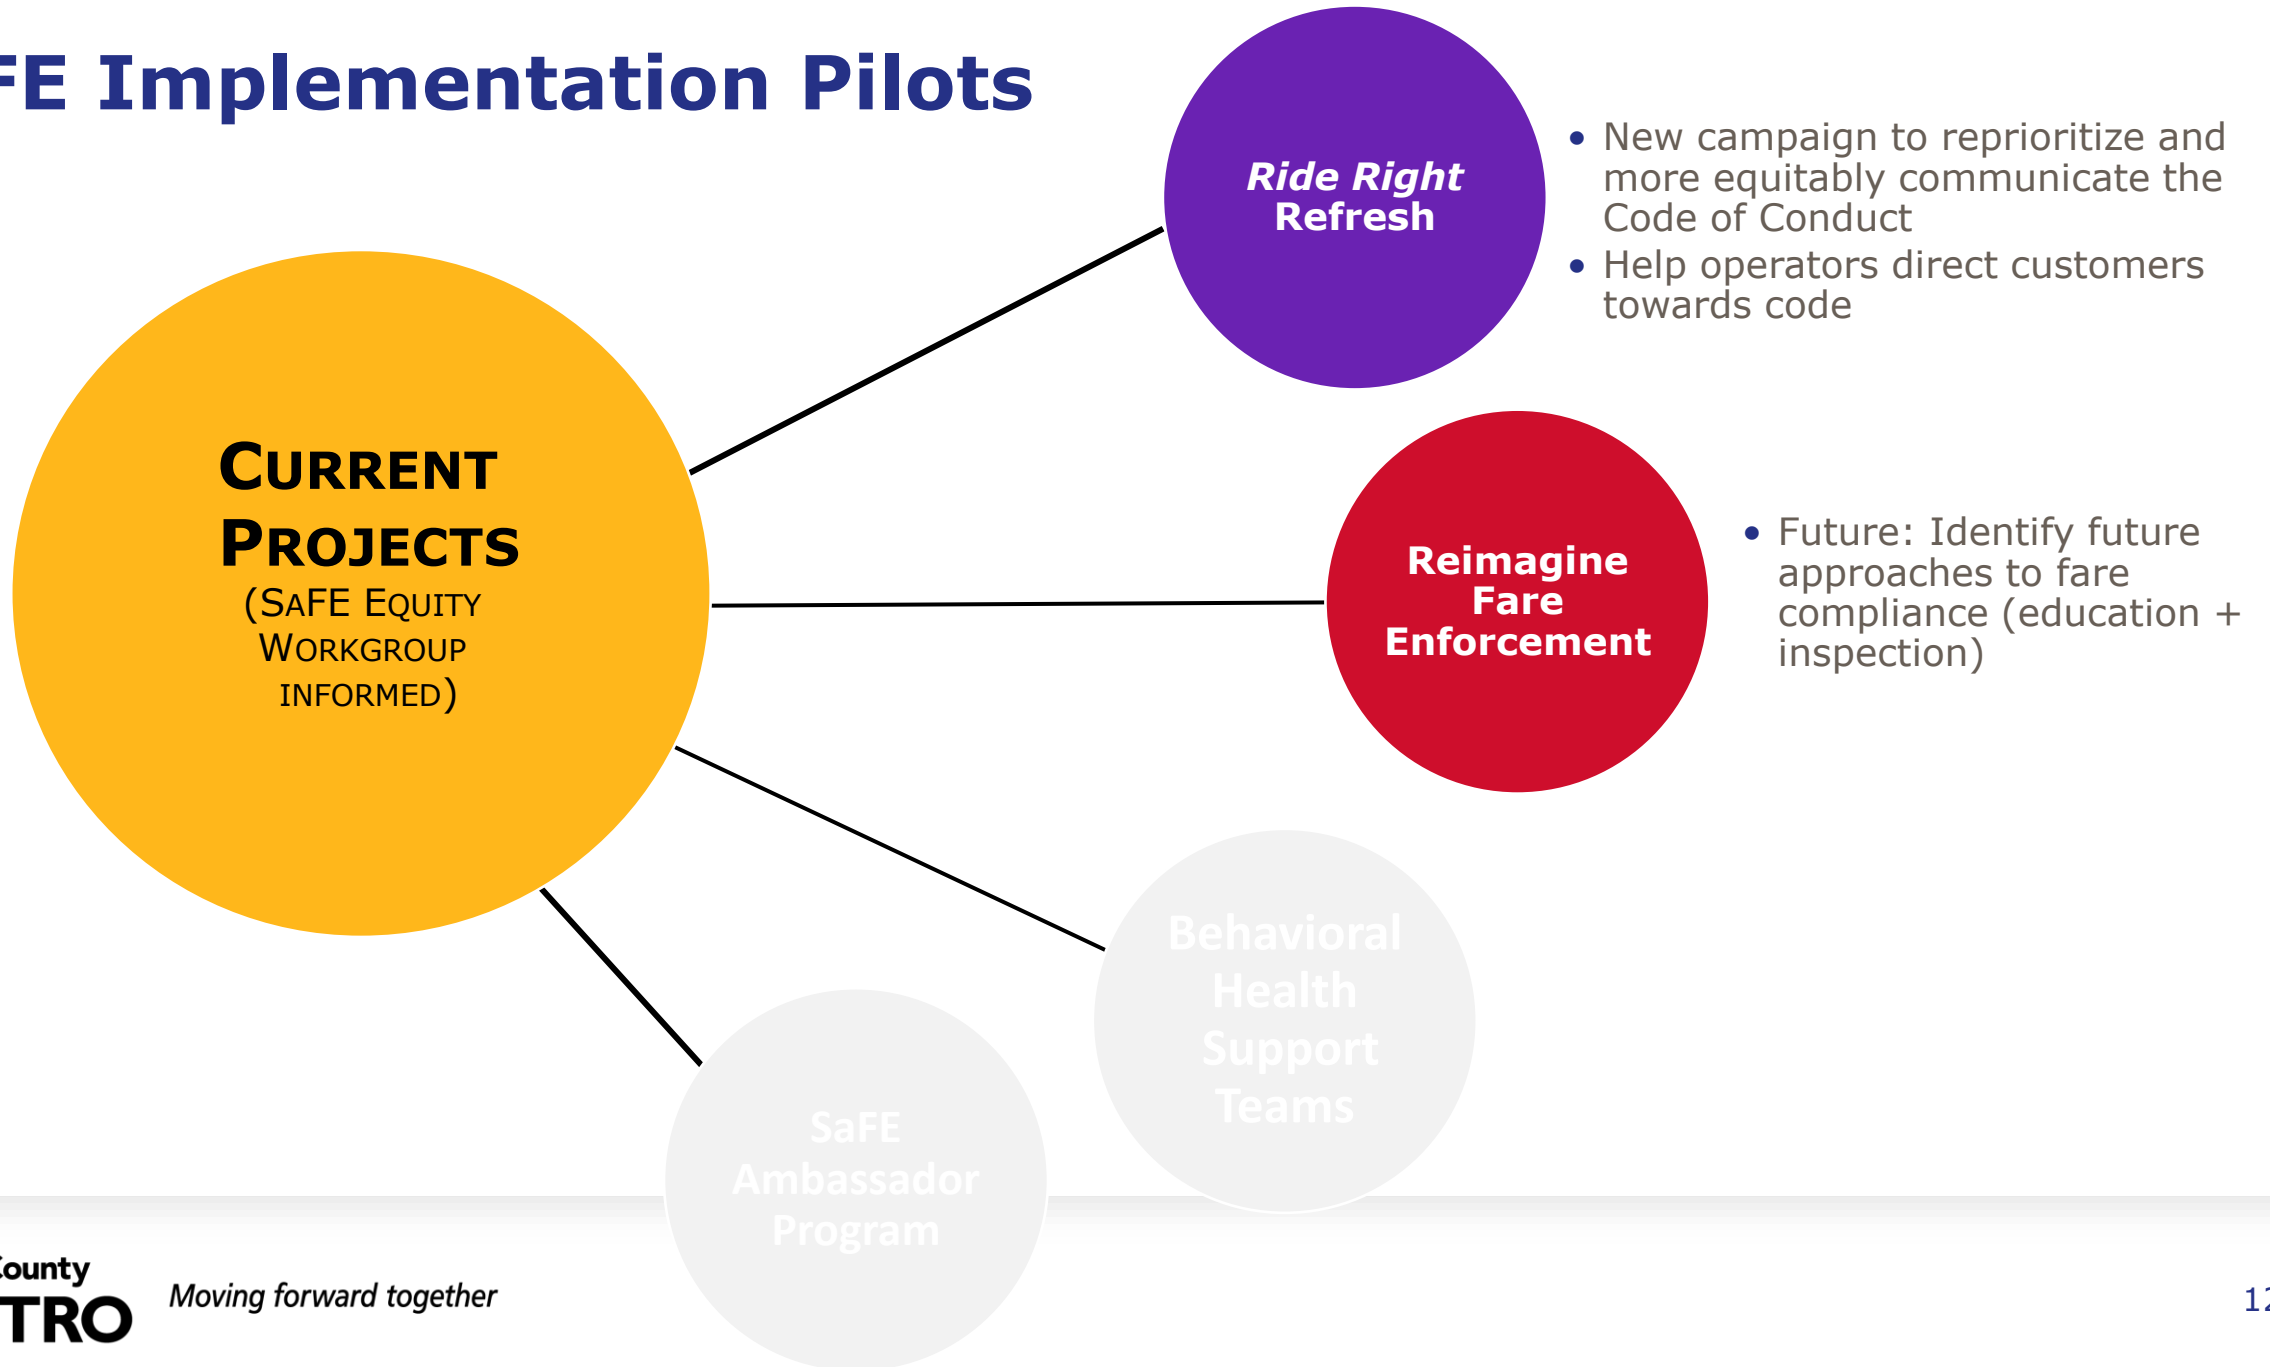 FE Implementation Pilots
Ride Right
Refresh
• New campaign to reprioritize and
more equitably communicate the
Code of Conduct
• Help operators direct customers
towards code
CURRENT
PROJECTS
(SAFE EQUITY
WORKGROUP
INFORMED)
Reimagine
Fare
Enforcement
• Future: Identify future
approaches to fare
compliance (education +
inspection)
Behavioral
Health
Support
Teams
SaFE
Ambassador
Program
County
TRO
Moving forward together
12